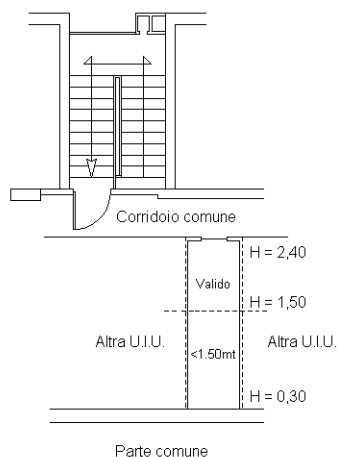 Corridoio comune
H = 2,40
Valido
H = 1,50
Altra U.I.U.
<1.50mt
Altra U.I.U.
H = 0,30
Parte comune